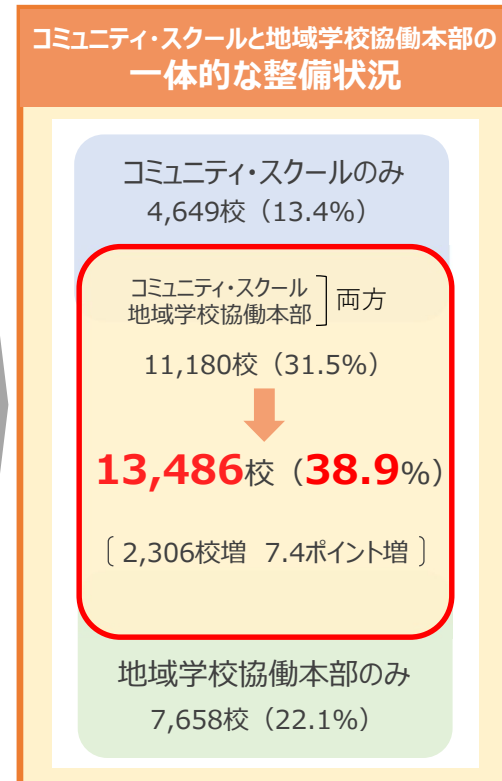 コミュニティ・スクールと地域学校協働本部の
一体的な整備状況
コミュニティ・スクールのみ
4,649校（13.4%）
コミュニティ・スクール
地域学校協働本部］両方
11,180校（31.5%）
13,486校（38.9%）
〔 2,306校増 7.4ポイント増 〕
地域学校協働本部のみ
7,658校（22.1%）